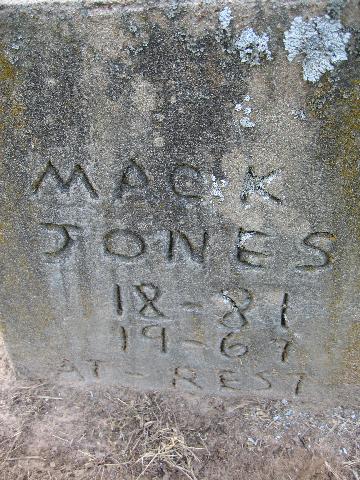 MACK
JONES
18-81
19-67
AT-REST